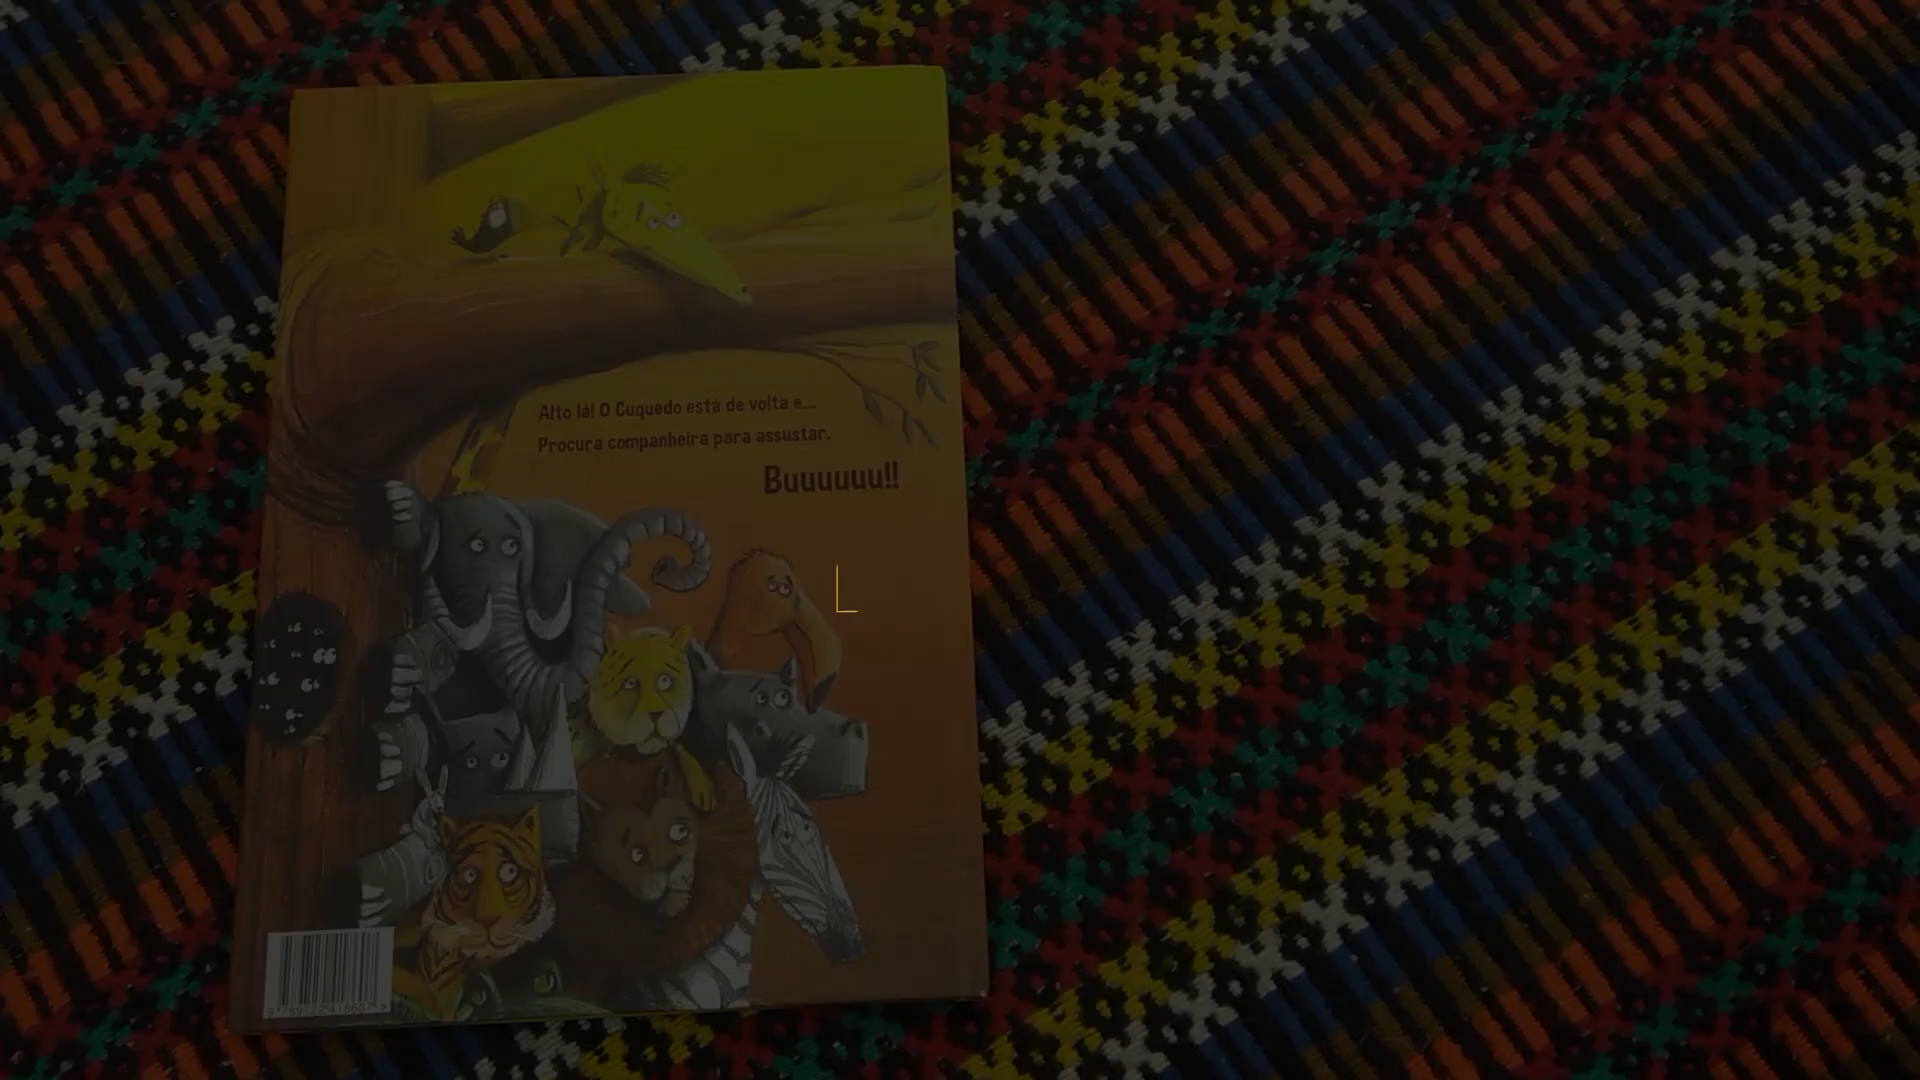 Alto lá! O Cuquedo está de volta e...
Procura companheira para assustar.
Buuuuuu!!